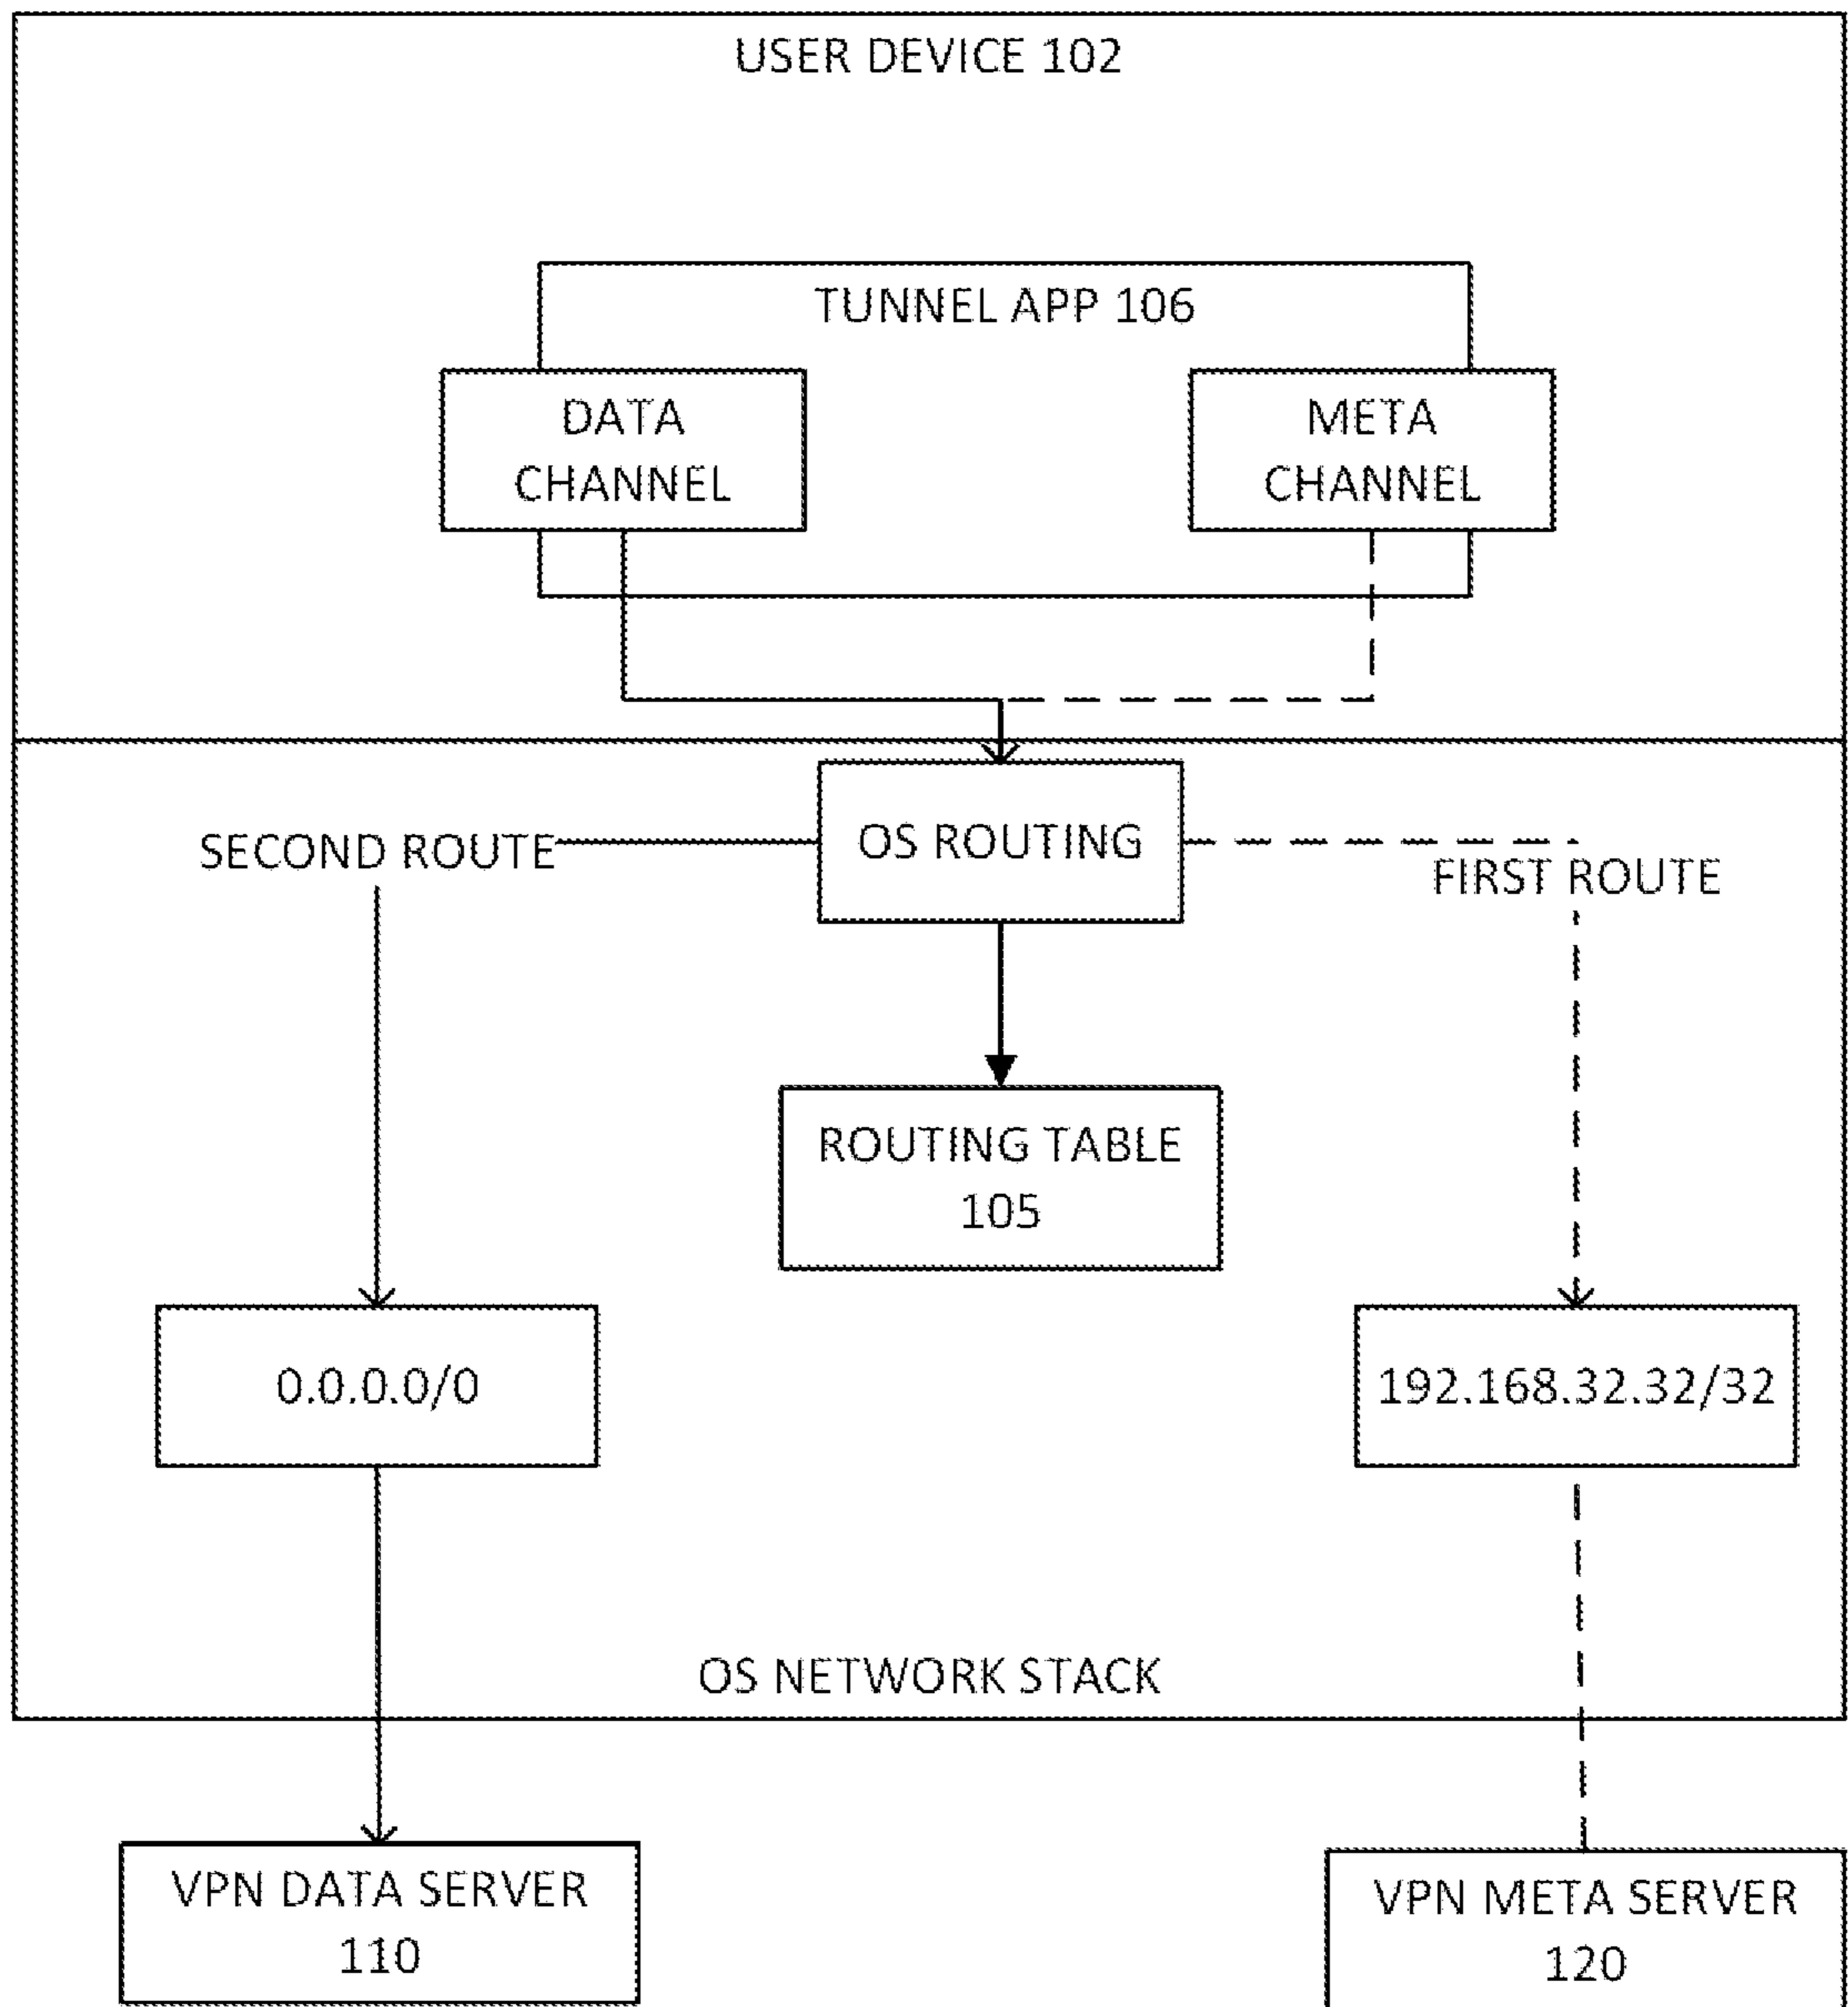 USER DEVICE 102
TUNNEL APP 106
DATA
CHANNEL
META
CHANNEL
OS ROUTING
SECOND ROUTE
FIRST ROUTE
ROUTING TABLE
105
0.0.0.0/0
192.168.32.32/32
OS NETWORK STACK
VPN DATA SERVER
110
VPN META SERVER
120